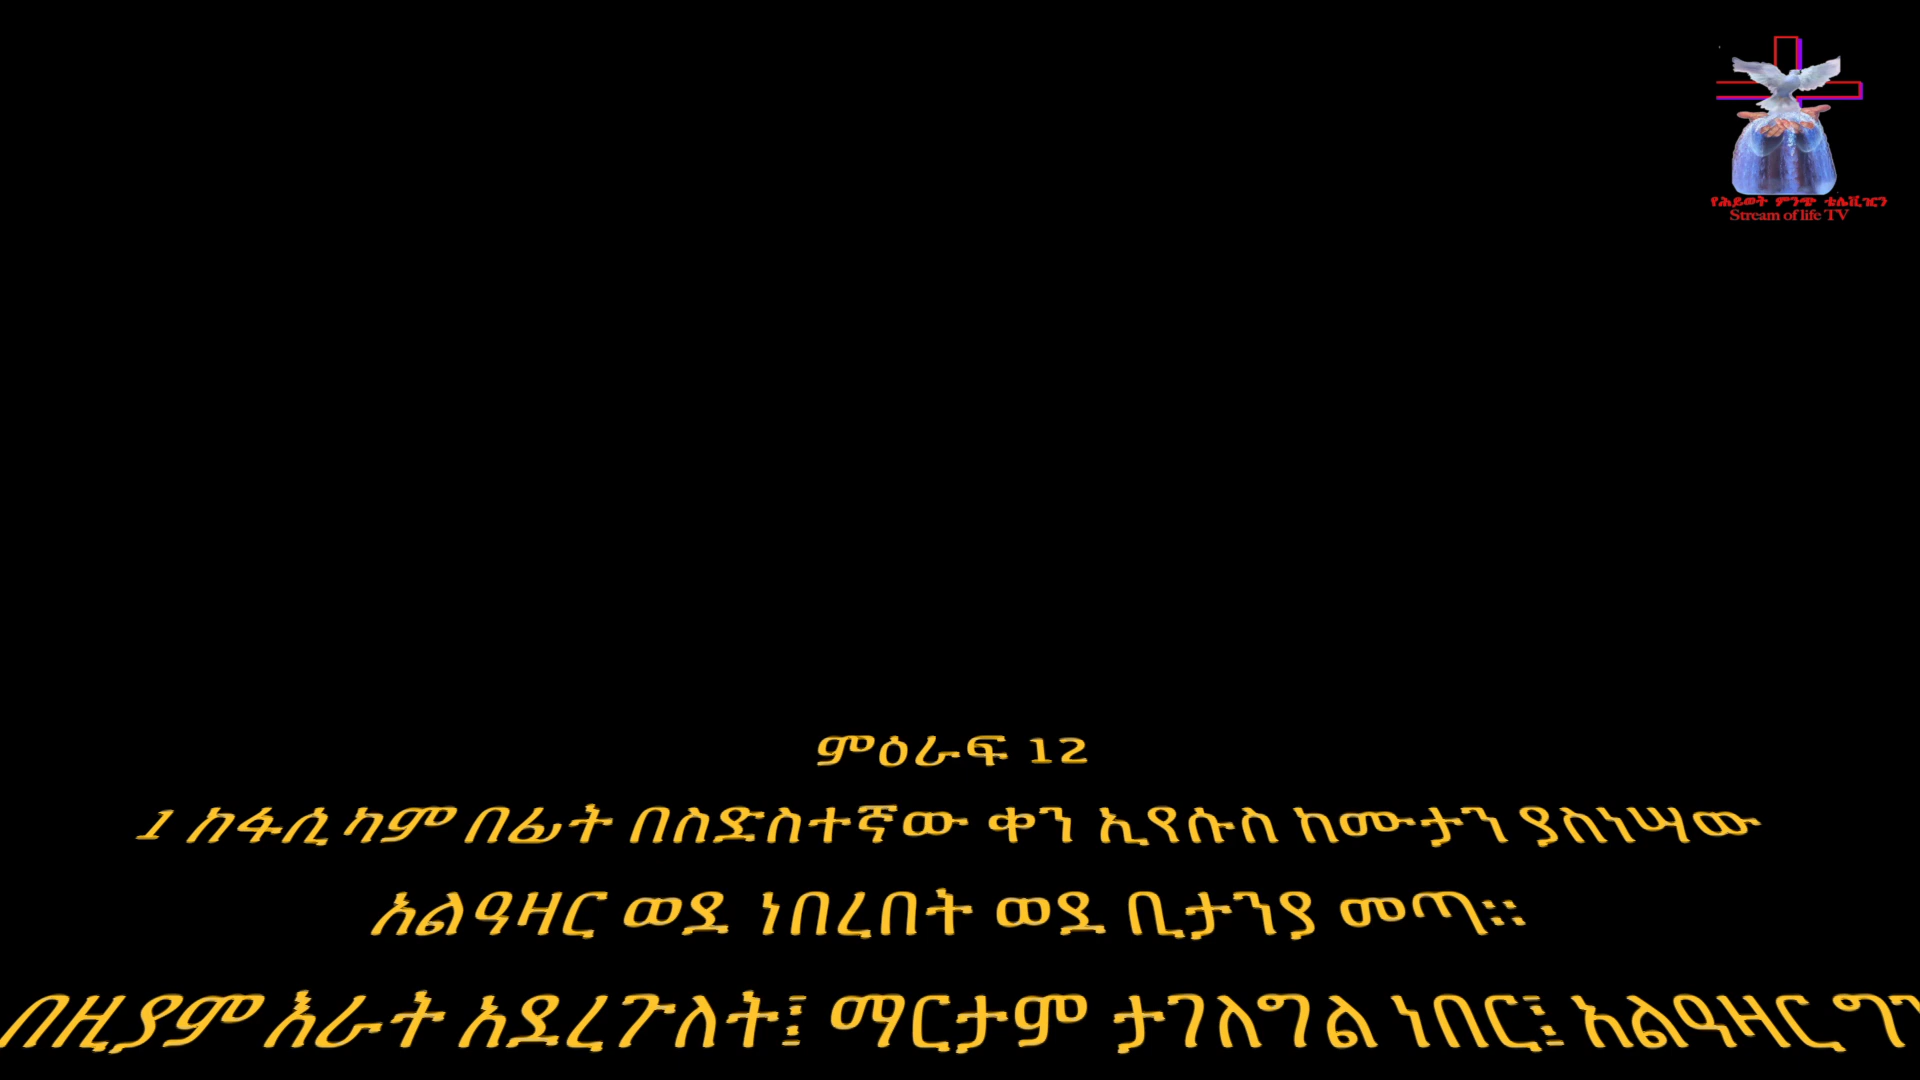 የሕይወት ምንጭ ቴሌቪዢን
Stream of life TV
ምዕራፍ 12
1 ከፋሲካም በፊት በስድስተኛው ቀን ኢየሱስ ከሙታን ያስነሣው
አልዓዛር ወደ ነበረበት ወደ ቢታንያ መጣ።
በዚያም እራት አደረጉለት፤ ማርታም ታገለግል ነበር፤ አልዓዛር